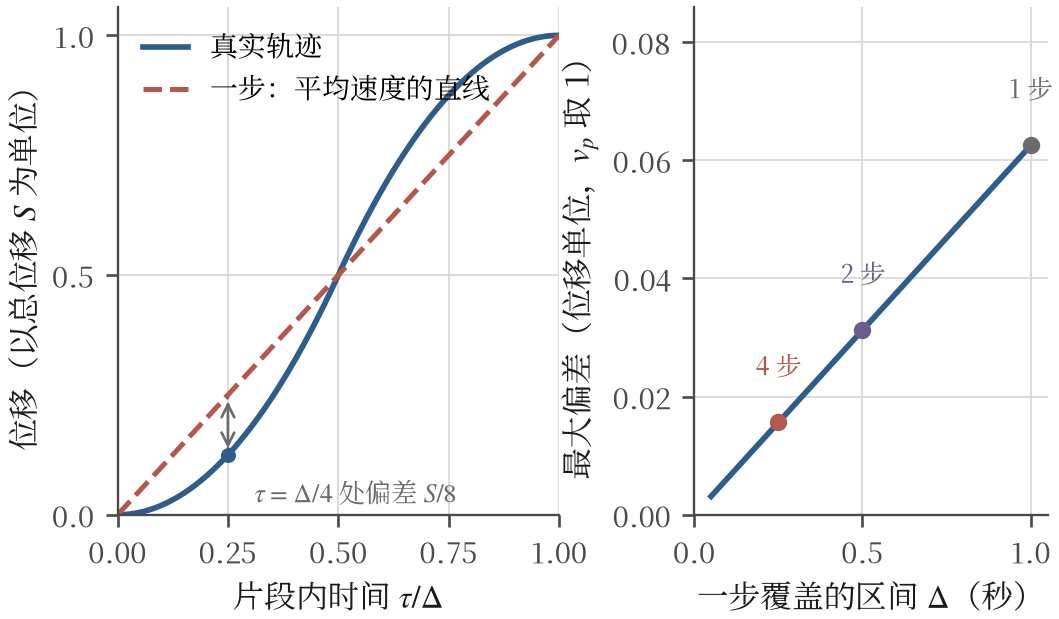 位移（以总位移 S 为单位）
1.0
0.5
0.0
真实轨迹
一步：平均速度的直线
τ = Δ/4 处偏差 S/8
0.00 0.25 0.50 0.75 1.00
片段内时间 τ/Δ
最大偏差（位移单位，vₚ 取 1）
0.08
0.06
0.04
0.02
0.00
1 步
2 步
4 步
0.0 0.5 1.0
一步覆盖的区间 Δ（秒）